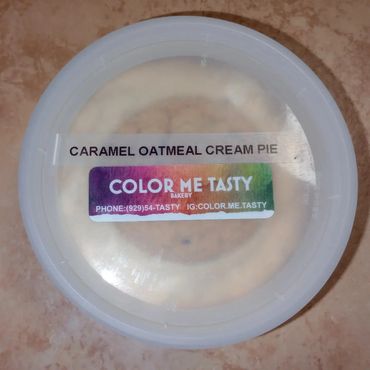 CARAMEL OATMEAL CREAM PIE
COLOR ME TASTY
BAKERY
PHONE:(929)54-TASTY IG:COLOR.ME.TASTY